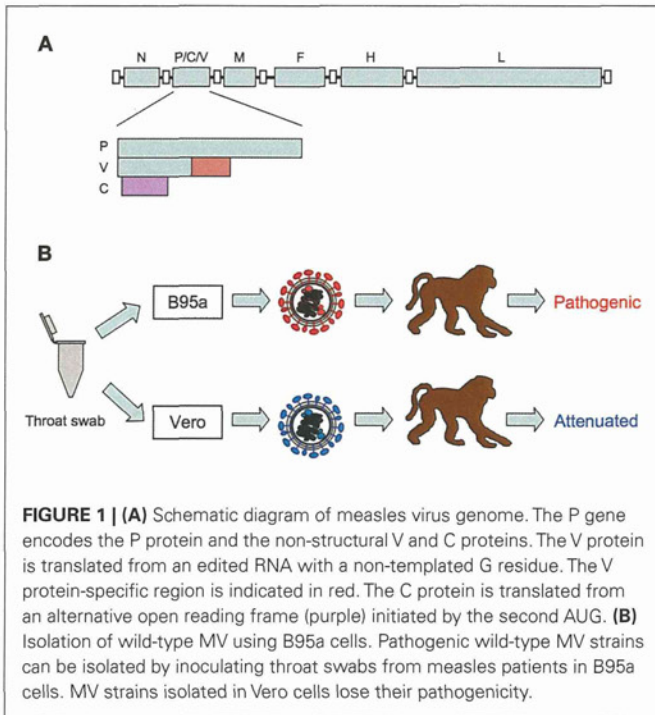 A
N P/C/V M F H L
P
V
C
B
B95a Pathogenic
Throat swab
Vero Attenuated
FIGURE 1 | (A) Schematic diagram of measles virus genome. The P gene
encodes the P protein and the non-structural V and C proteins. The V protein
is translated from an edited RNA with a non-templated G residue. The V
protein-specific region is indicated in red. The C protein is translated from
an alternative open reading frame (purple) initiated by the second AUG. (B)
Isolation of wild-type MV using B95a cells. Pathogenic wild-type MV strains
can be isolated by inoculating throat swabs from measles patients in B95a
cells. MV strains isolated in Vero cells lose their pathogenicity.